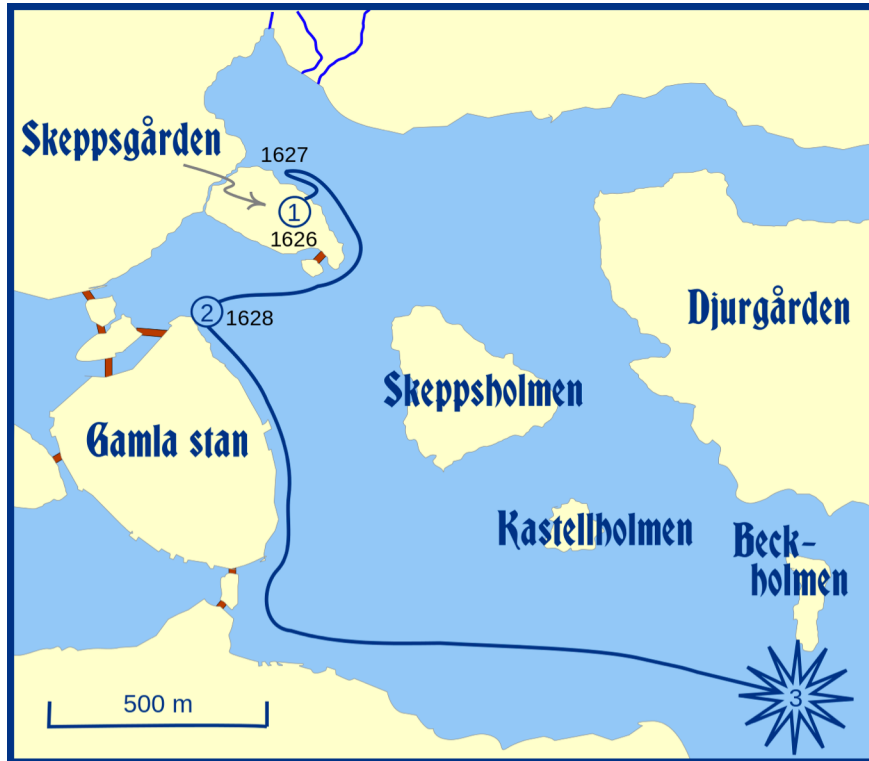 Skeppsgården
1627
1
1626
2
1628
Djurgården
Skeppsholmen
Gamla stan
Kastellholmen
Beck-
holmen
3
500 m